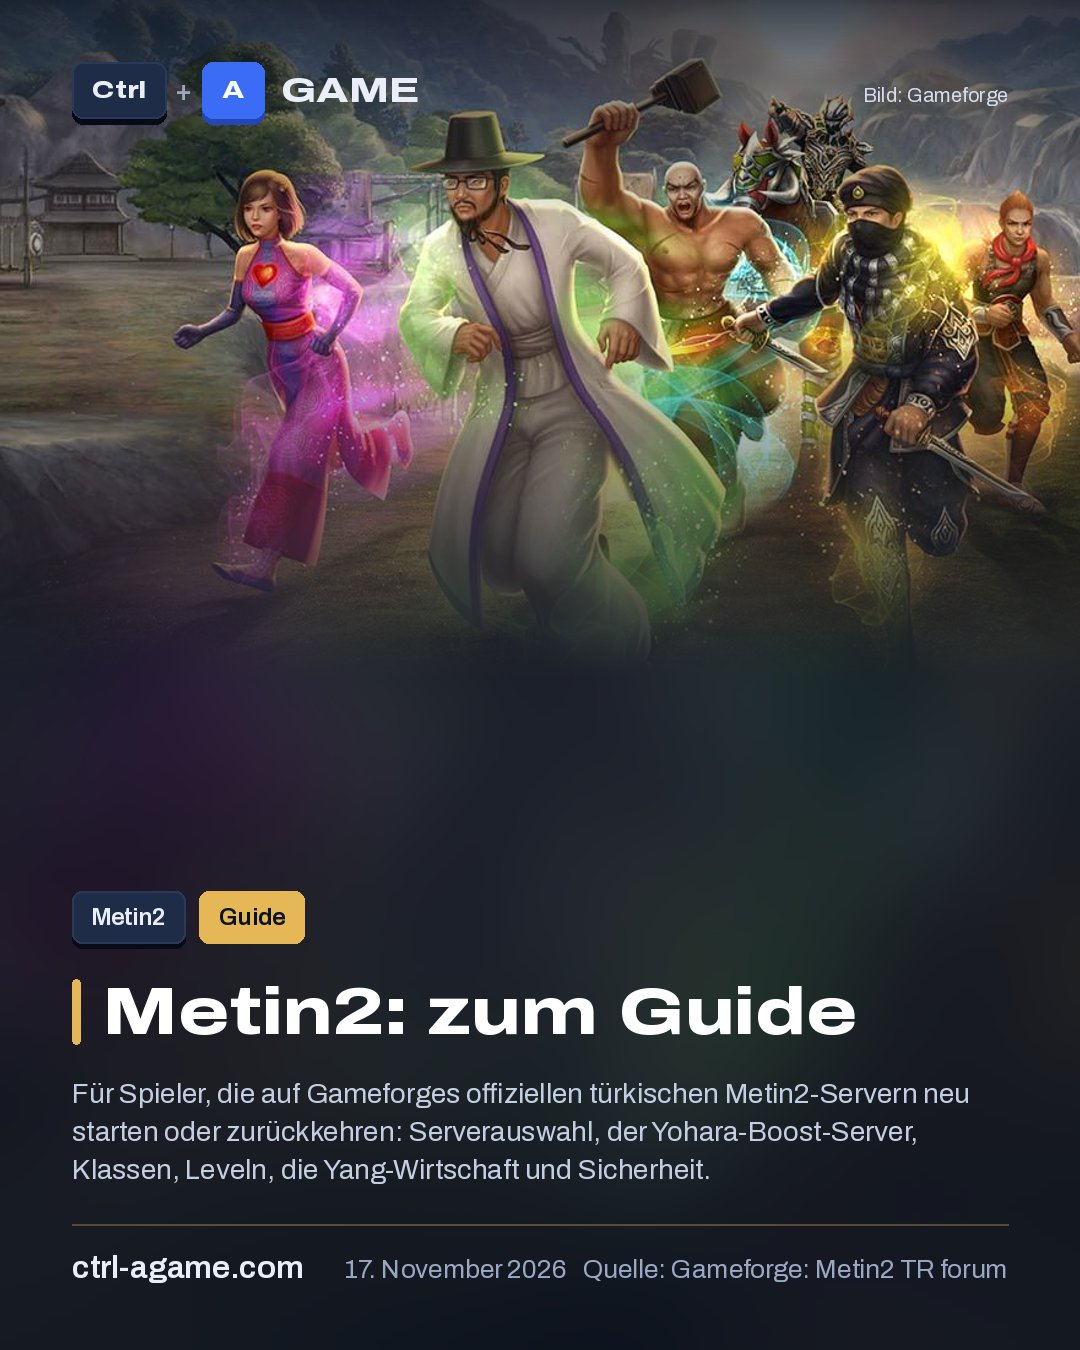 Ctrl + A GAME
Bild: Gameforge
Metin2 Guide
Metin2: zum Guide
Für Spieler, die auf Gameforges offiziellen türkischen Metin2-Servern neu
starten oder zurückkehren: Serverauswahl, der Yohara-Boost-Server,
Klassen, Leveln, die Yang-Wirtschaft und Sicherheit.
ctrl-agame.com 17. November 2026 Quelle: Gameforge: Metin2 TR forum